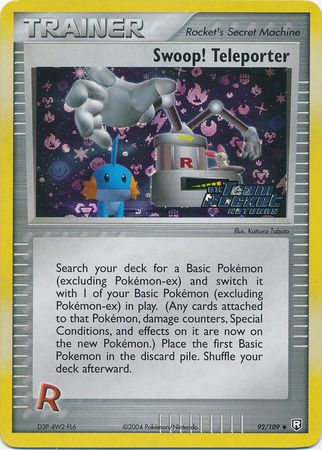 TRAINER
Rocket's Secret Machine
Swoop! Teleporter
R
EX
Team
Rocket
RETURNS
Illus. Katsura Tabata
Search your deck for a Basic Pokémon
(excluding Pokémon-ex) and switch it
with 1 of your Basic Pokémon (excluding
Pokémon-ex) in play. (Any cards attached
to that Pokémon, damage counters, Special
Conditions, and effects on it are now on
the new Pokémon.) Place the first Basic
Pokemon in the discard pile. Shuffle your
deck afterward.
R
D3P-4W2-FL6
©2004 Pokémon/Nintendo
92/109
R